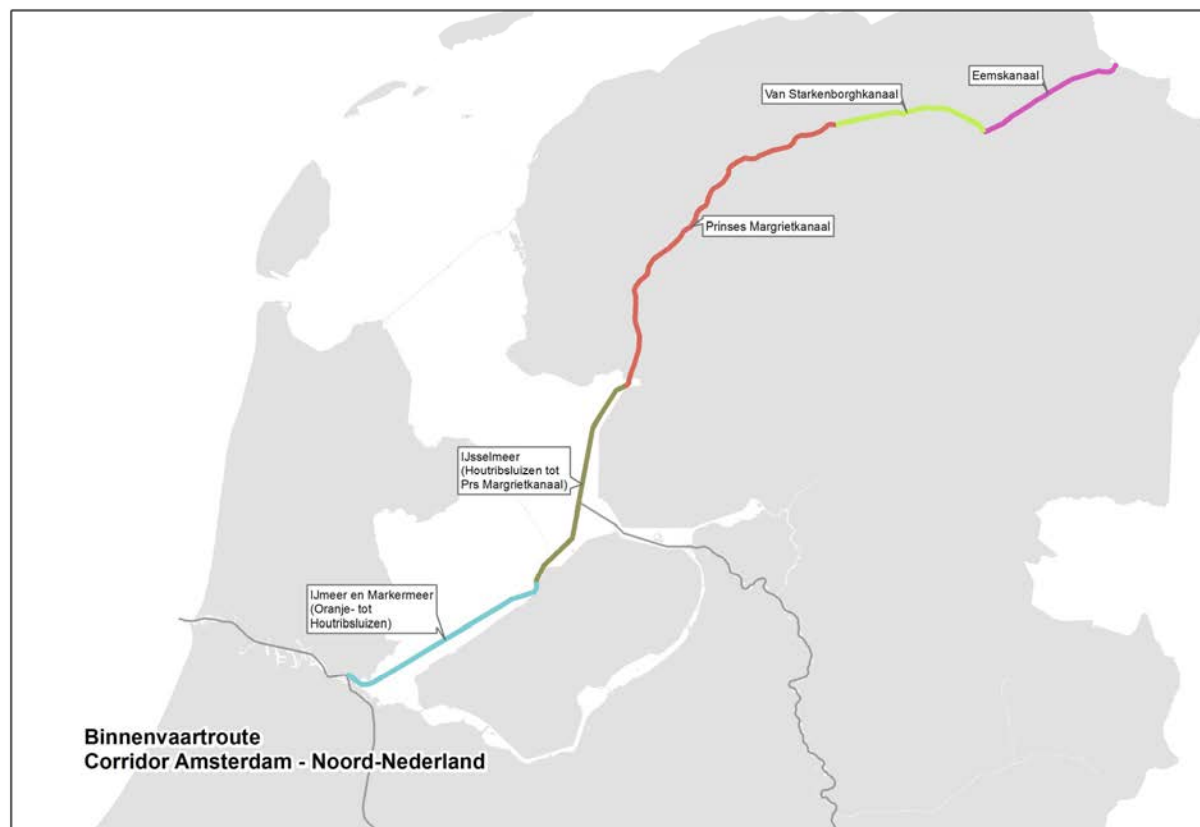 Eemskanaal
Van Starkenborghkanaal
Prinses Margrietkanaal
IJsselmeer
(Houtribsluizen tot
Prs Margrietkanaal)
IJmeer en Markermeer
(Oranje- tot
Houtribsluizen)
Binnenvaartroute
Corridor Amsterdam - Noord-Nederland